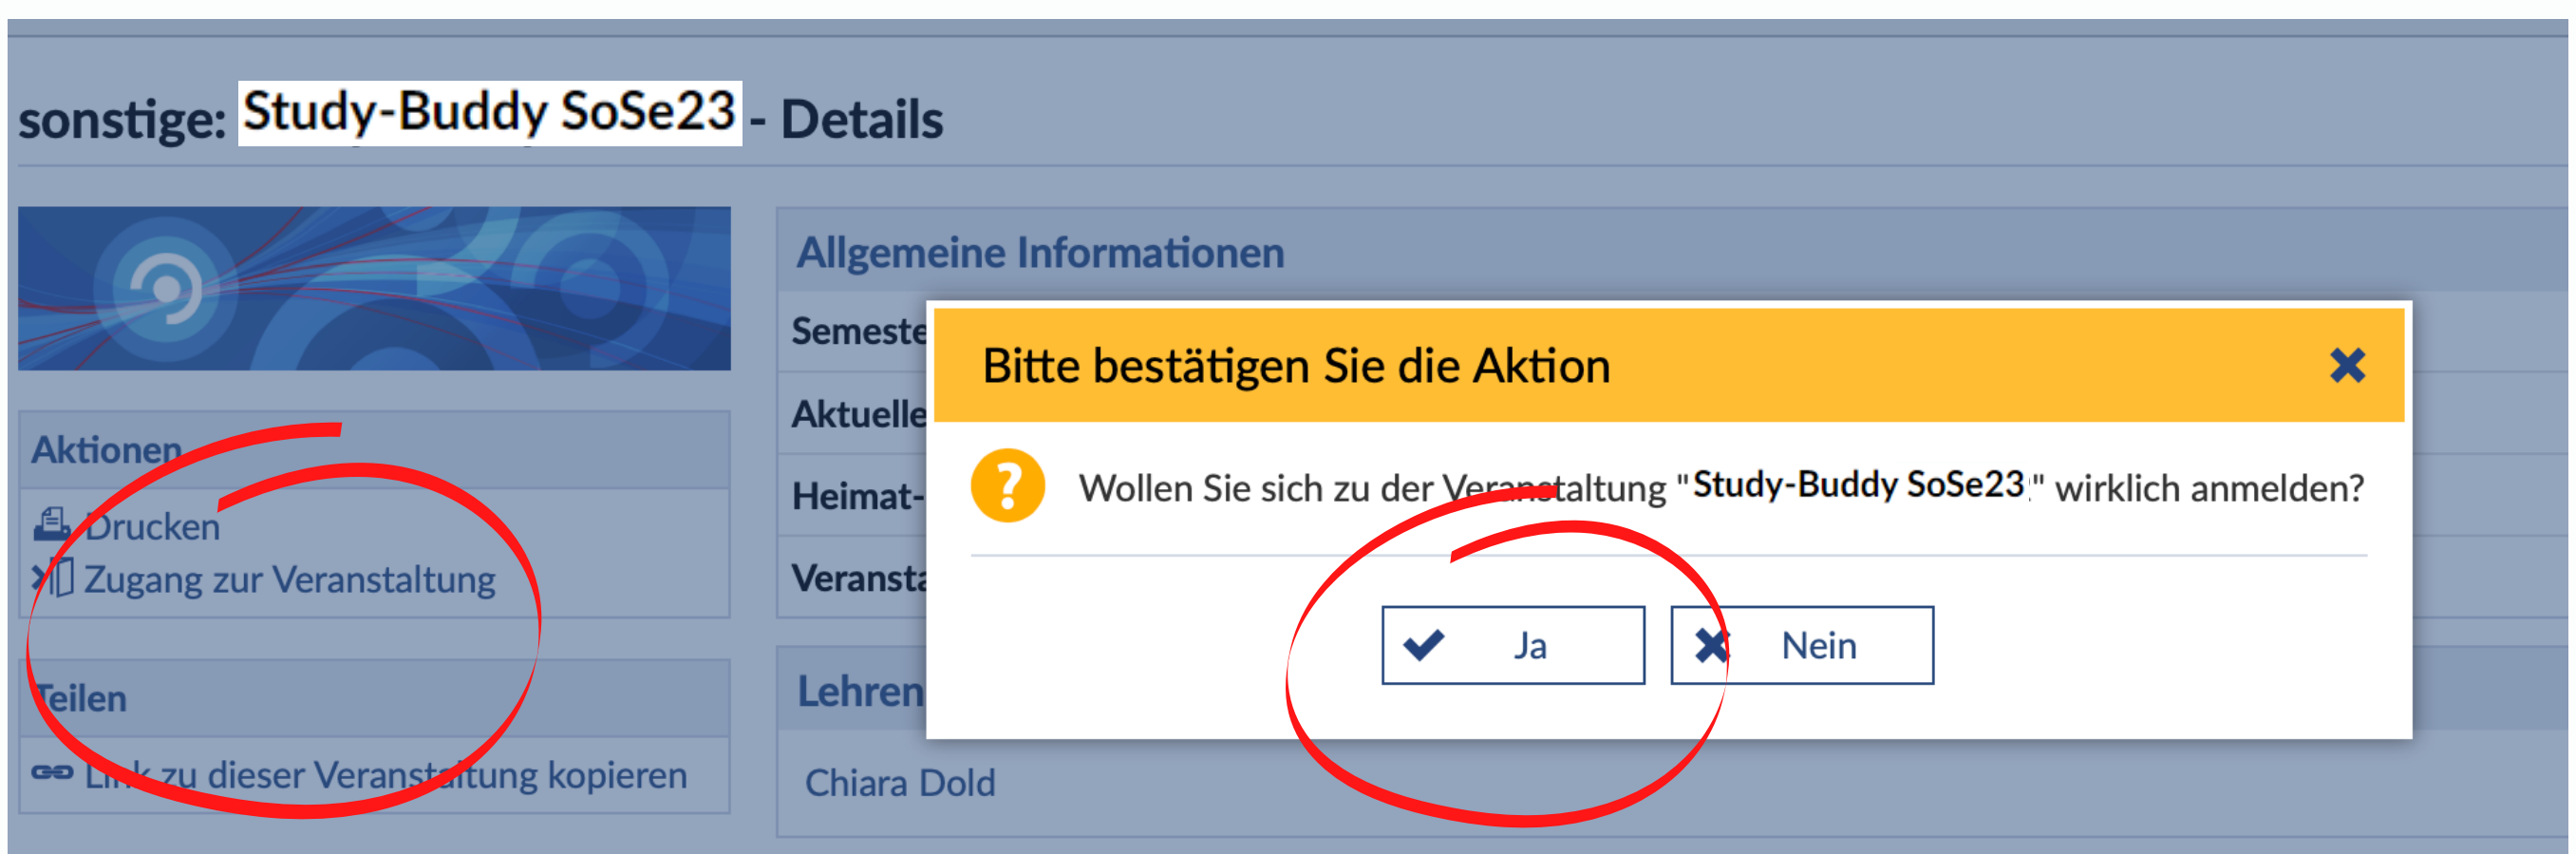 sonstige: Study-Buddy SoSe23 - Details
Aktionen
Drucken
Zugang zur Veranstaltung
Teilen
Link zu dieser Veranstaltung kopieren
Allgemeine Informationen
Semeste
Aktuelle
Heimat-
Veransta
Lehren
Chiara Dold
Bitte bestätigen Sie die Aktion
Wollen Sie sich zu der Veranstaltung "Study-Buddy SoSe23" wirklich anmelden?
Ja
Nein